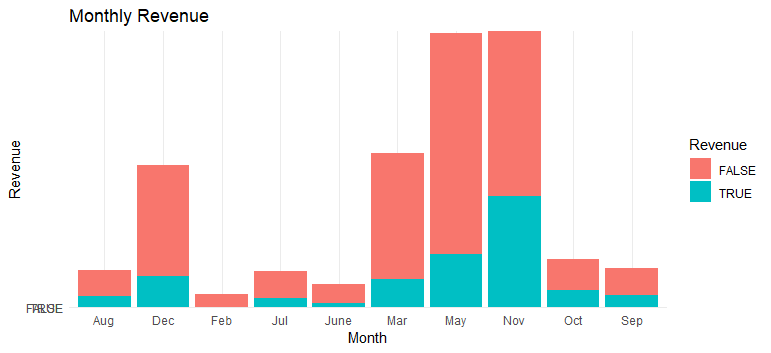 Monthly Revenue
Revenue
Revenue
FALSE
TRUE
Aug Dec Feb Jul June Mar May Nov Oct Sep
Month